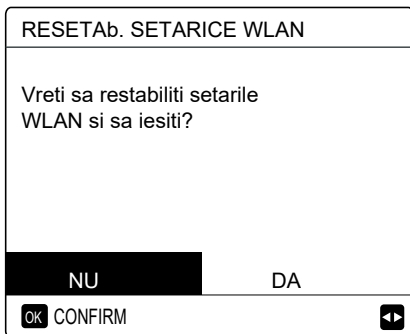 RESETAb. SETARICE WLAN
Vreti sa restabiliti setarile
WLAN si sa iesiti?
NU DA
OK CONFIRM